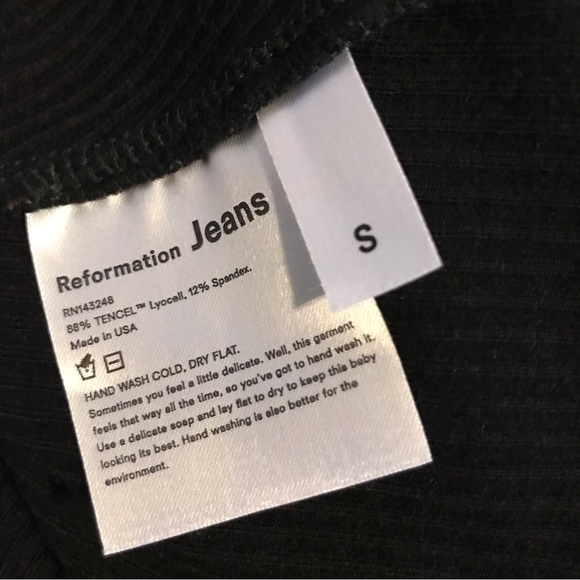 Reformation Jeans
S
RN143248
88% TENCEL™ Lyocell, 12% Spandex.
Made in USA
HAND WASH COLD, DRY FLAT.
Sometimes you feel a little delicate. Well, this garment
feels that way all the time, so you've got to hand wash it.
Use a delicate soap and lay flat to dry to keep this baby
looking its best. Hand washing is also better for the
environment.